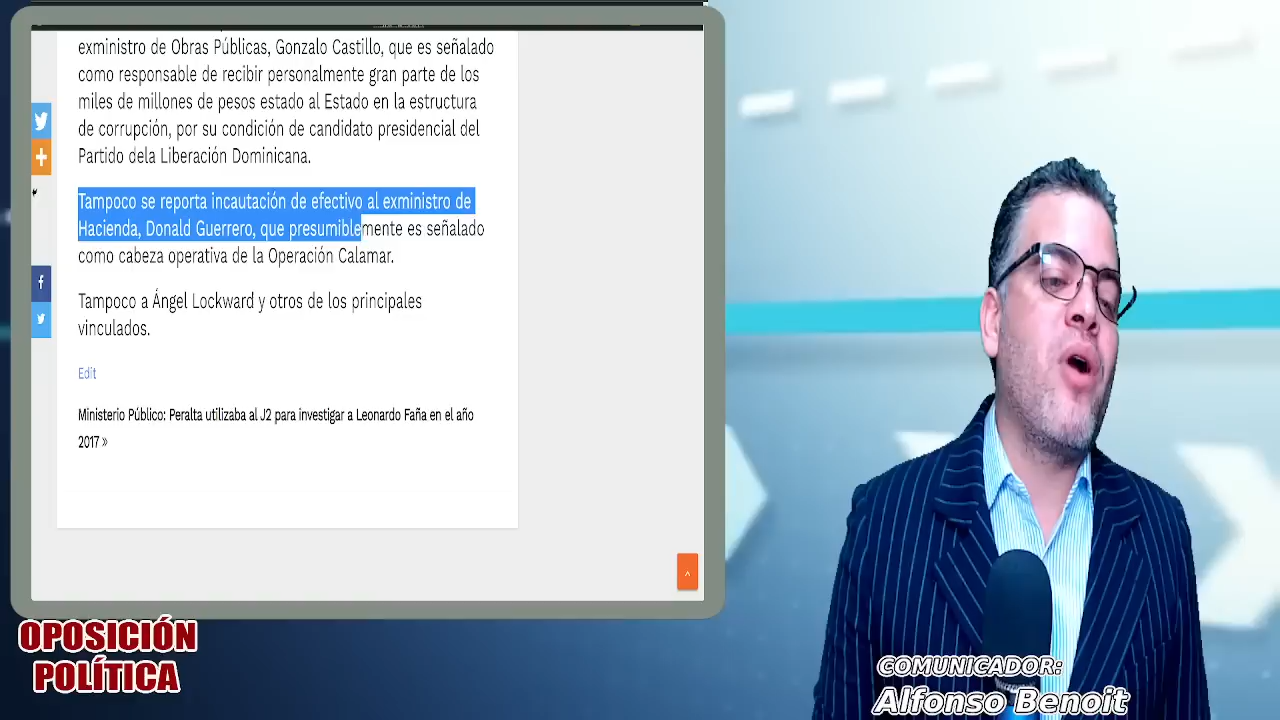 exministro de Obras Públicas, Gonzalo Castillo, que es señalado
como responsable de recibir personalmente gran parte de los
miles de millones de pesos estado al Estado en la estructura
de corrupción, por su condición de candidato presidencial del
Partido dela Liberación Dominicana.
Tampoco se reporta incautación de efectivo al exministro de
Hacienda, Donald Guerrero, que presumiblemente es señalado
como cabeza operativa de la Operación Calamar.
Tampoco a Ángel Lockward y otros de los principales
vinculados.
Edit
Ministerio Público: Peralta utilizaba al J2 para investigar a Leonardo Faña en el año
2017 »
OPOSICIÓN
POLÍTICA
COMUNICADOR:
Alfonso Benoit